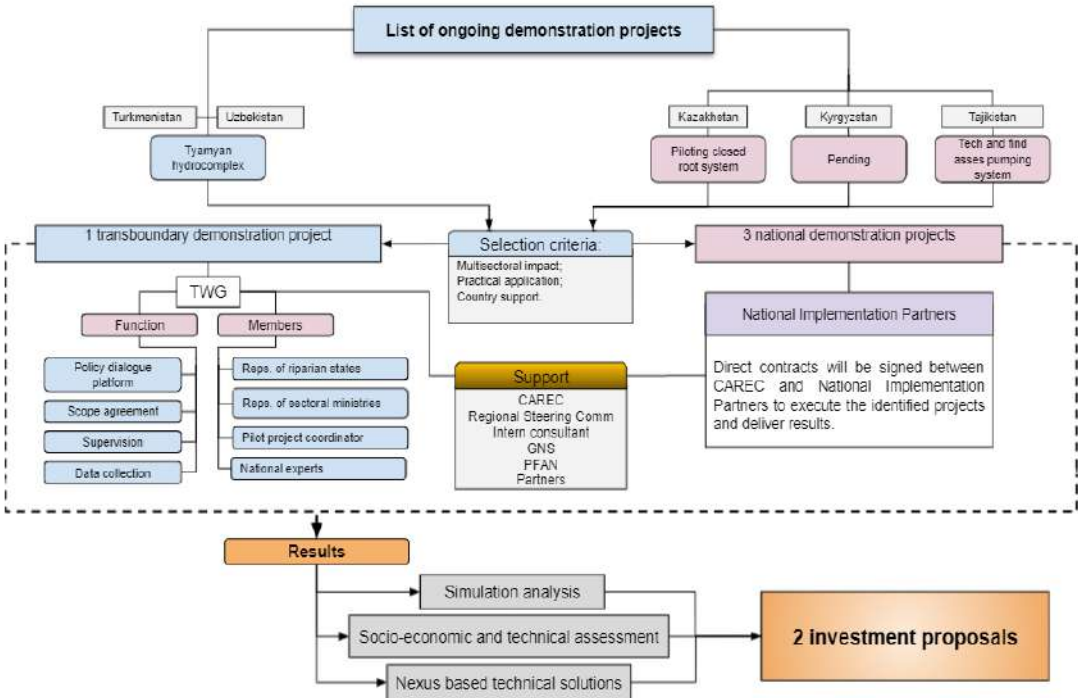 List of ongoing demonstration projects
Turkmenistan
Uzbekistan
Tyamyan
hydrocomplex
Kazakhstan
Kyrgyzstan
Tajikistan
Piloting closed
root system
Pending
Tech and find
asses pumping
system
1 transboundary demonstration project
Selection criteria:
Multisectoral impact;
Practical application;
Country support.
3 national demonstration projects
TWG
Function
Members
Policy dialogue
platform
Scope agreement
Supervision
Data collection
Reps. of riparian states
Reps. of sectoral ministries
Pilot project coordinator
National experts
Support
CAREC
Regional Steering Comm
Intern consultant
GNS
PFAN
Partners
National Implementation Partners
Direct contracts will be signed between
CAREC and National Implementation
Partners to execute the identified projects
and deliver results.
Results
Simulation analysis
Socio-economic and technical assessment
Nexus based technical solutions
2 investment proposals